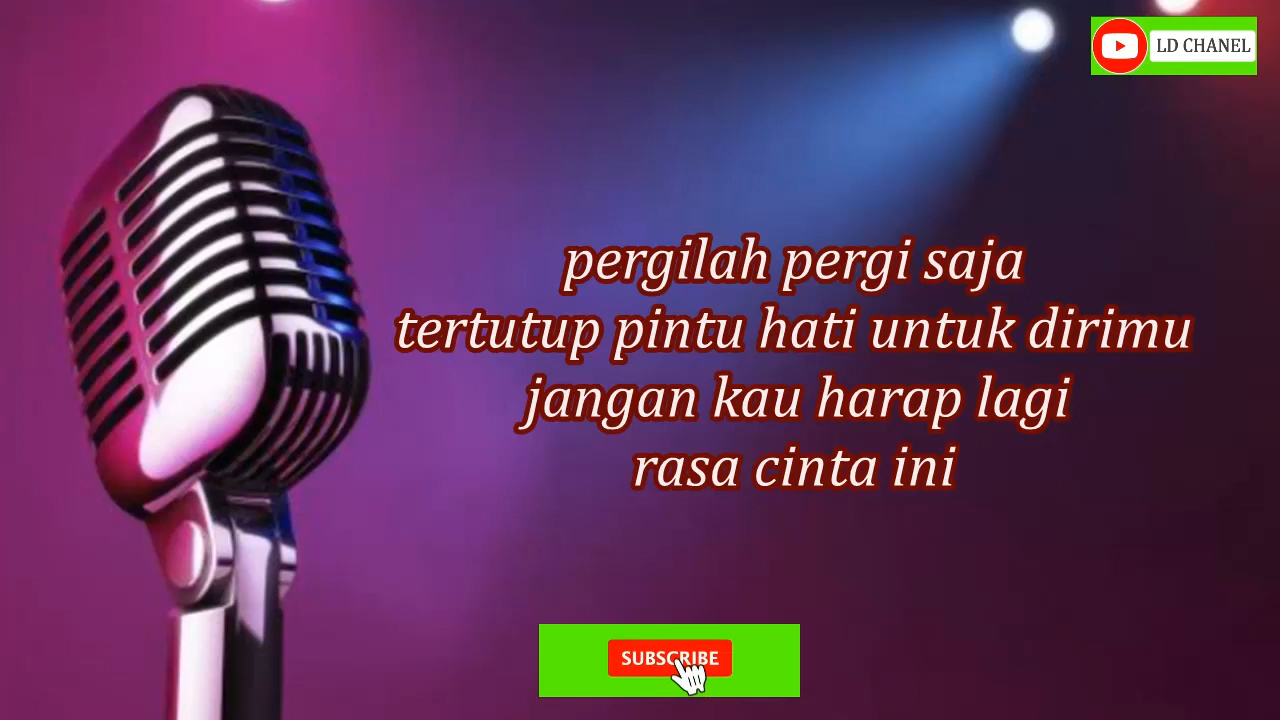 LD CHANEL
pergilah pergi saja
tertutup pintu hati untuk dirimu
jangan kau harap lagi
rasa cinta ini
SUBSCRIBE